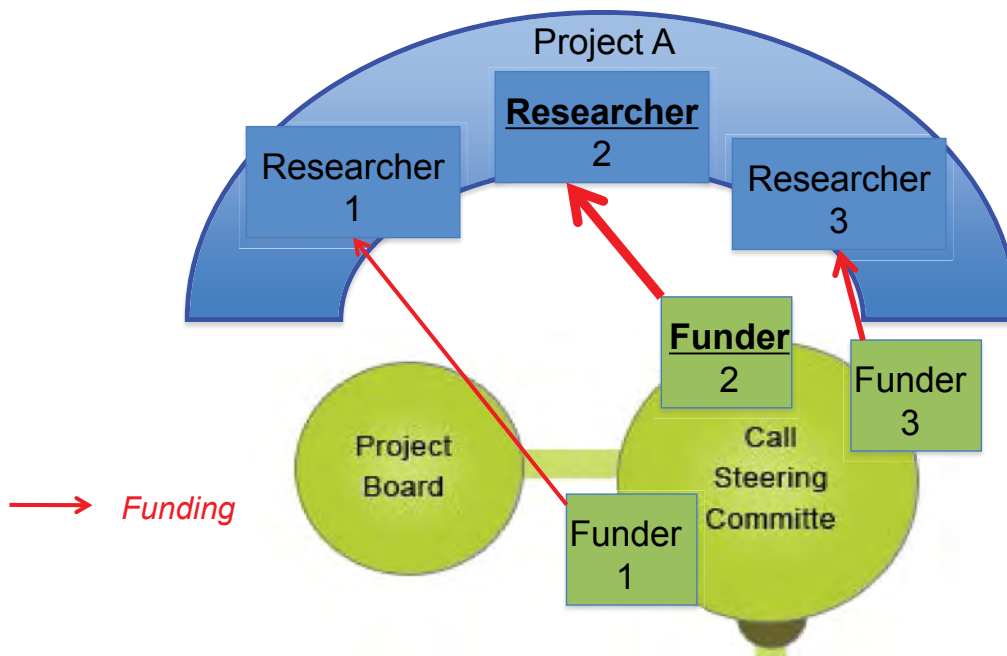 Project A
Researcher
1
Researcher
2
Researcher
3
Funder
2
Funder
3
Project
Board
Call
Steering
Committe
Funding
Funder
1